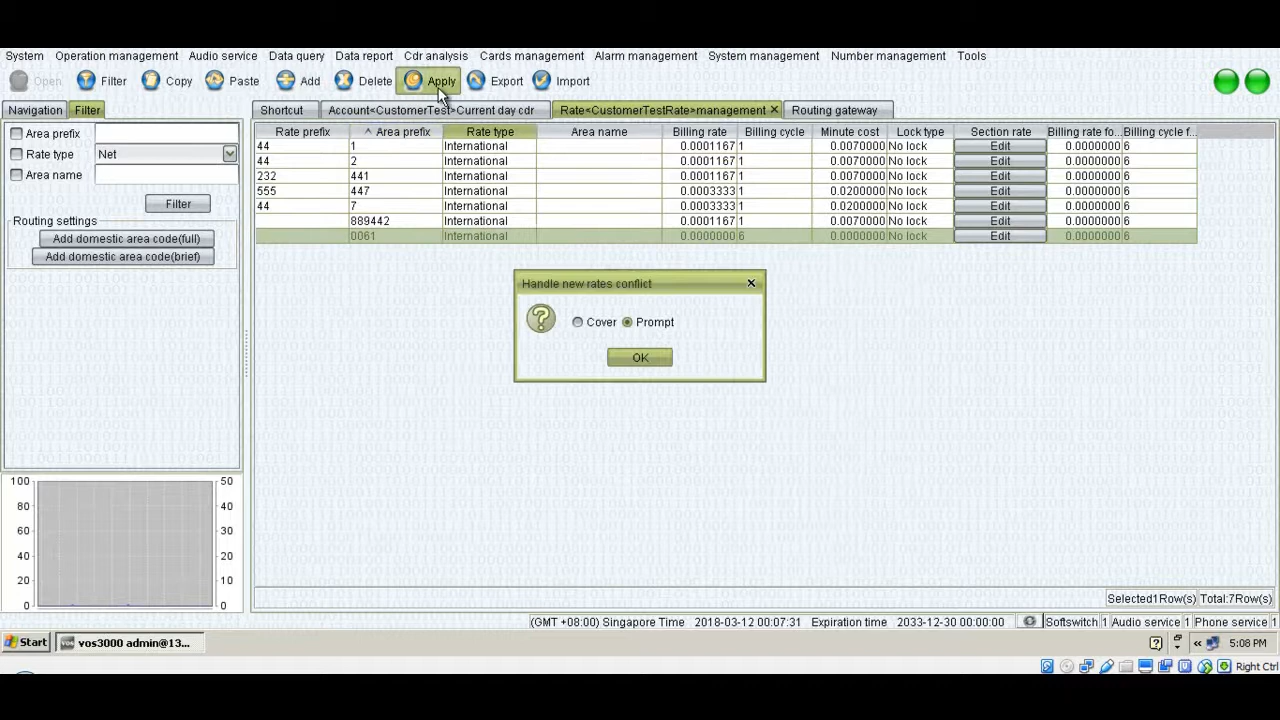 System Operation management Audio service Data query Data report Cdr analysis Cards management Alarm management System management Number management Tools
Open Filter Copy Paste Add Delete Apply Export Import
Navigation Filter
Shortcut Account<CustomerTest>Current day cdr Rate<CustomerTestRate>management Routing gateway
Area prefix
Rate type Net
Area name
Filter
Routing settings
Add domestic area code(full)
Add domestic area code(brief)
Rate prefix Area prefix Rate type Area name Billing rate Billing cycle Minute cost Lock type Section rate Billing rate fo... Billing cycle f...
44 1 International 0.0001167 1 0.0070000 No lock Edit 0.0000000 6
44 2 International 0.0001167 1 0.0070000 No lock Edit 0.0000000 6
232 441 International 0.0001167 1 0.0070000 No lock Edit 0.0000000 6
555 447 International 0.0003333 1 0.0200000 No lock Edit 0.0000000 6
44 7 International 0.0003333 1 0.0200000 No lock Edit 0.0000000 6
889442 International 0.0001167 1 0.0070000 No lock Edit 0.0000000 6
0061 International 0.0000000 6 0.0000000 No lock Edit 0.0000000 6
Handle new rates conflict
Cover Prompt
OK
100 50
80 40
60 30
40 20
20 10
0 0
Selected1Row(s) Total:7Row(s)
(GMT +08:00) Singapore Time 2018-03-12 00:07:31 Expiration time 2033-12-30 00:00:00 Softswitch 1 Audio service 1 Phone service 1
Start vos3000 admin@13... 5:08 PM
Right Ctrl